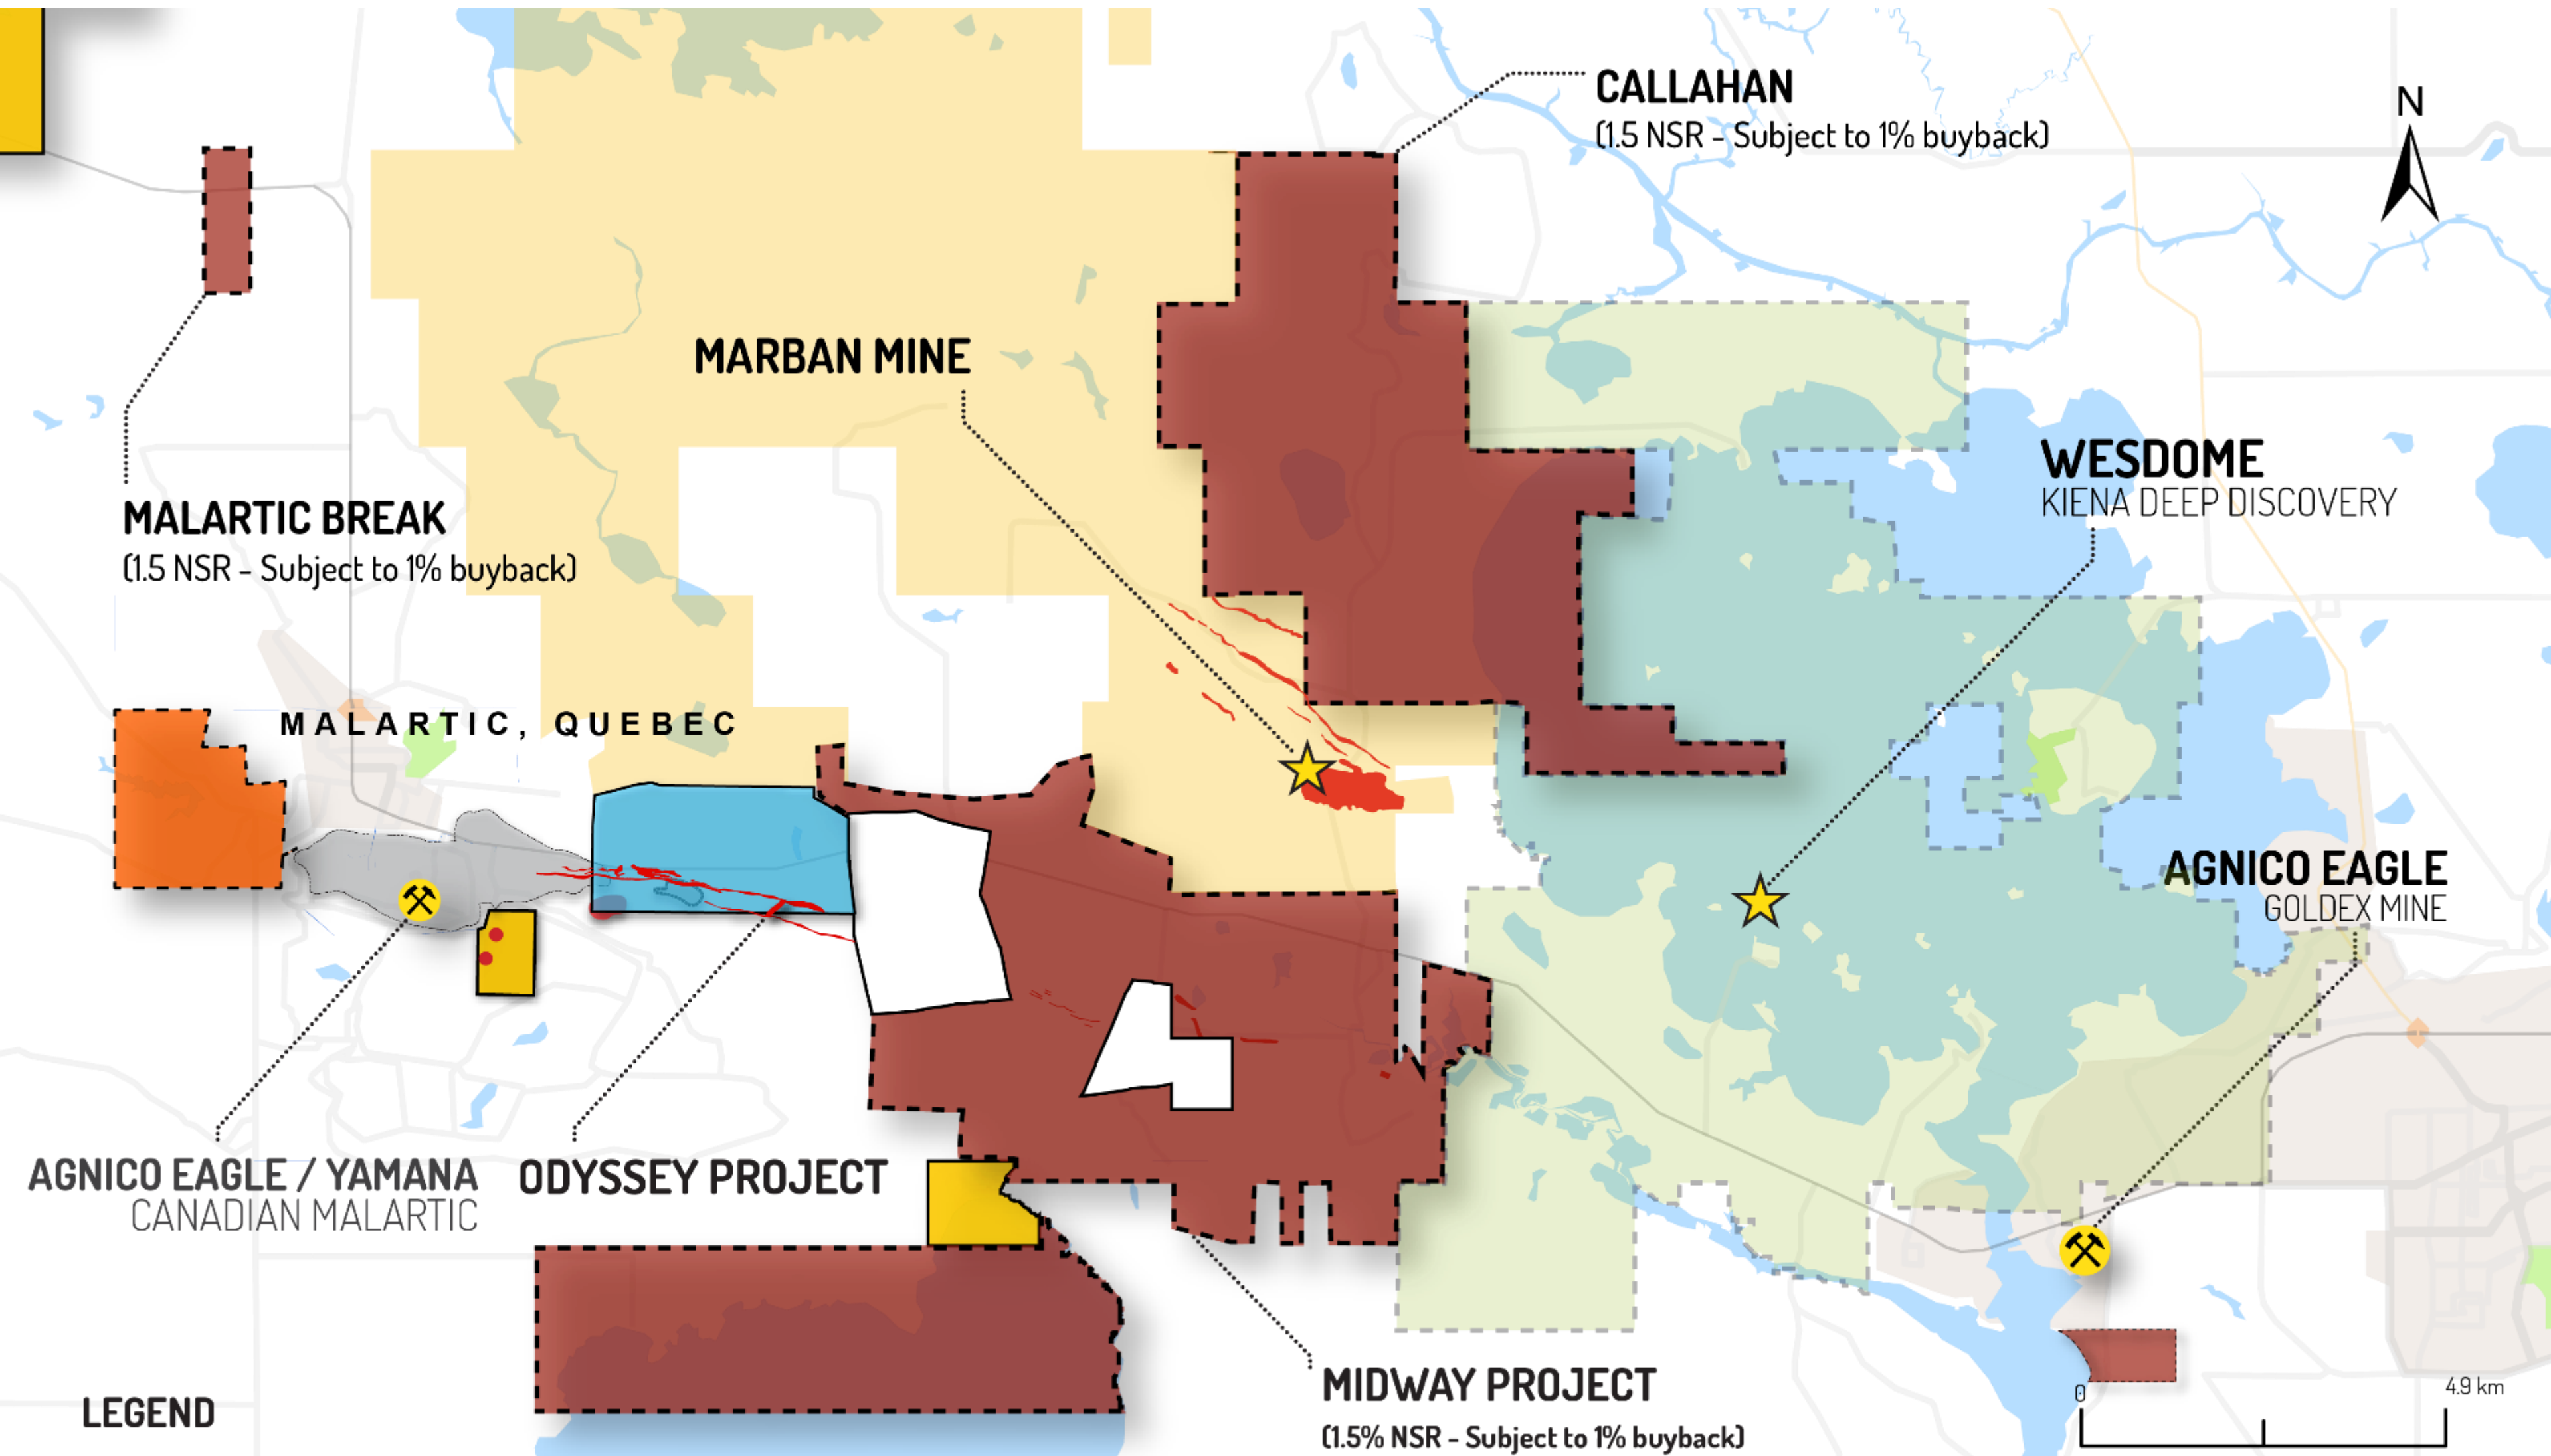 CALLAHAN
(1.5 NSR - Subject to 1% buyback)
N
MARBAN MINE
WESDOME
KIENA DEEP DISCOVERY
MALARTIC BREAK
(1.5 NSR - Subject to 1% buyback)
MALARTIC, QUEBEC
AGNICO EAGLE
GOLDEX MINE
AGNICO EAGLE / YAMANA
CANADIAN MALARTIC
ODYSSEY PROJECT
MIDWAY PROJECT
(1.5% NSR - Subject to 1% buyback)
LEGEND
0
4.9 km